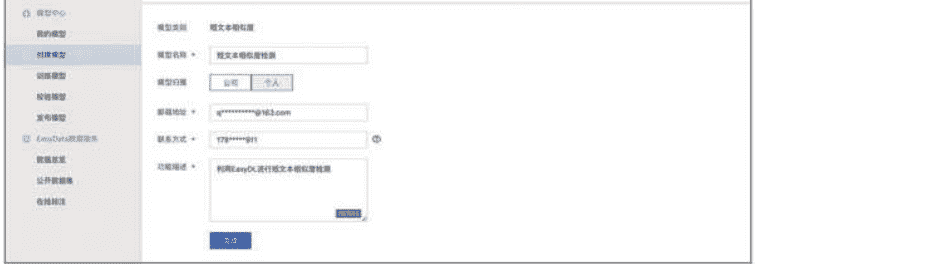 模型中心
我的模型
创建模型
训练模型
校验模型
发布模型
EasyData数据服务
数据总览
公开数据集
在线标注
模型类别 短文本相似度
模型名称 * 短文本相似度检测
模型归属 公司 个人
邮箱地址 * q**********@163.com
联系方式 * 178*****911
功能描述 * 利用EasyDL进行短文本相似度检测